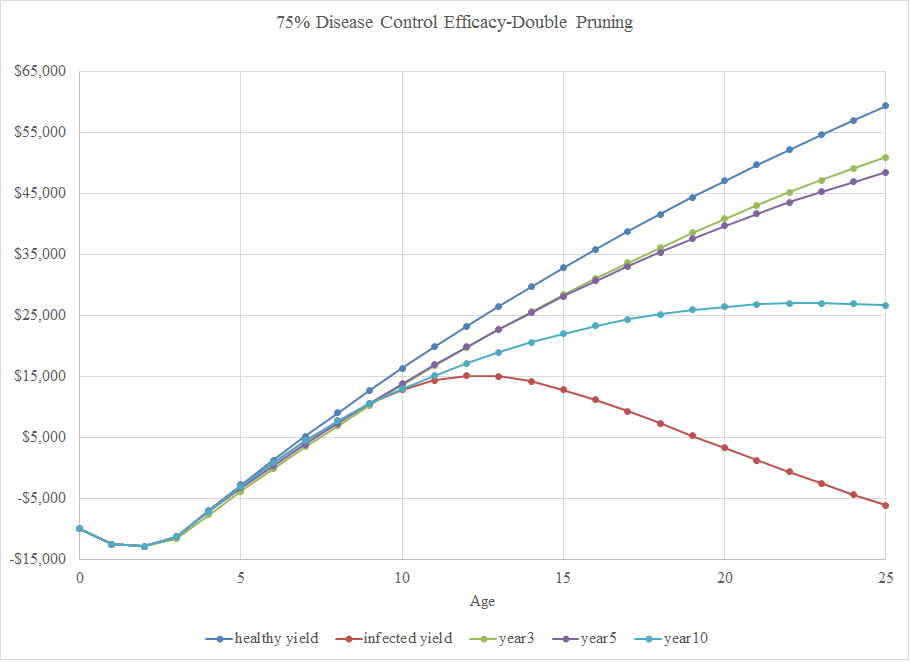 75% Disease Control Efficacy-Double Pruning
$65,000
$55,000
$45,000
$35,000
$25,000
$15,000
$5,000
-$5,000
-$15,000
0 5 10 15 20 25
Age
healthy yield infected yield year3 year5 year10